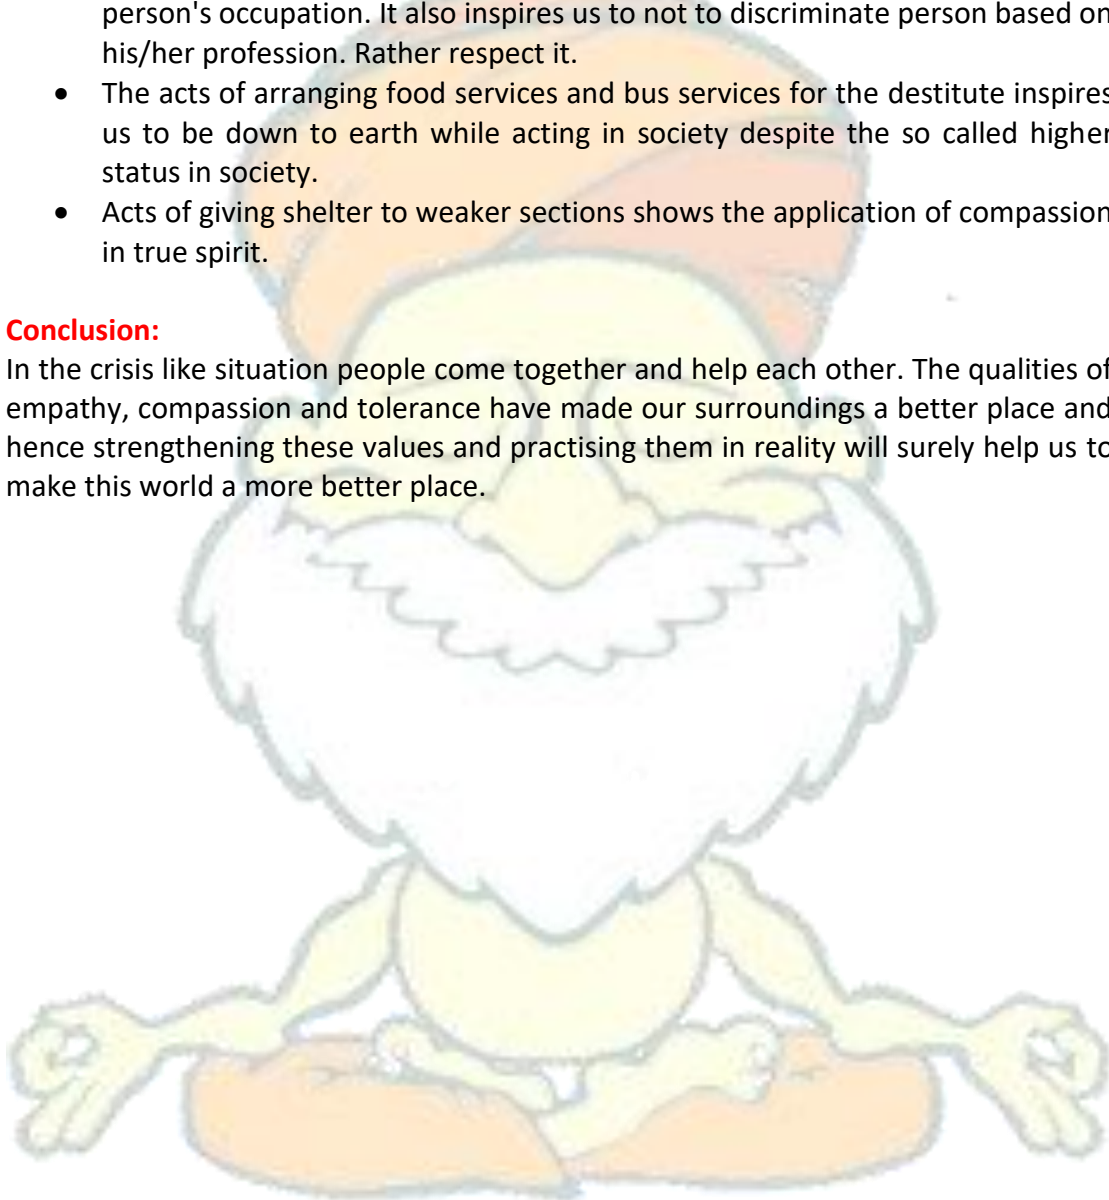 person's occupation. It also inspires us to not to discriminate person based on
his/her profession. Rather respect it.
• The acts of arranging food services and bus services for the destitute inspires
us to be down to earth while acting in society despite the so called higher
status in society.
• Acts of giving shelter to weaker sections shows the application of compassion
in true spirit.
Conclusion:
In the crisis like situation people come together and help each other. The qualities of
empathy, compassion and tolerance have made our surroundings a better place and
hence strengthening these values and practising them in reality will surely help us to
make this world a more better place.